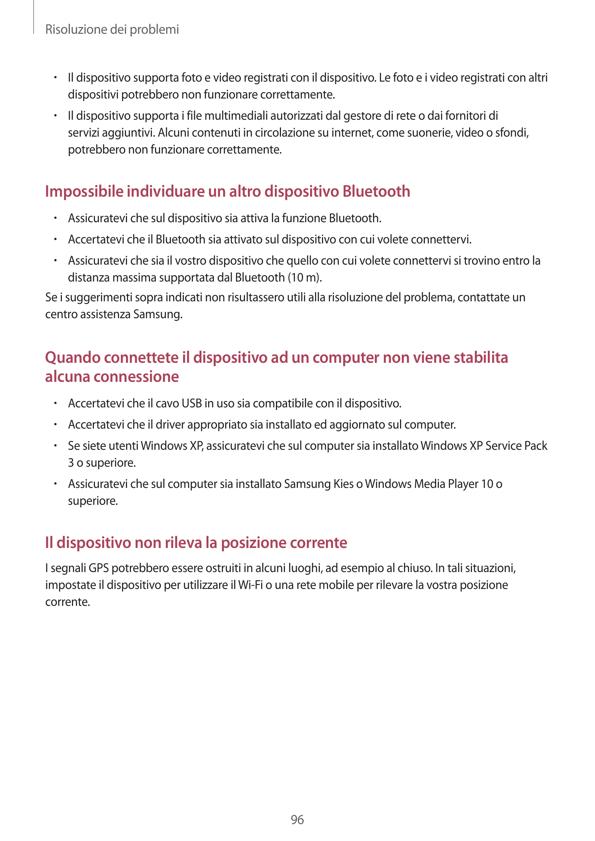 Risoluzione dei problemi
• Il dispositivo supporta foto e video registrati con il dispositivo. Le foto e i video registrati con altri
dispositivi potrebbero non funzionare correttamente.
• Il dispositivo supporta i file multimediali autorizzati dal gestore di rete o dai fornitori di
servizi aggiuntivi. Alcuni contenuti in circolazione su internet, come suonerie, video o sfondi,
potrebbero non funzionare correttamente.
Impossibile individuare un altro dispositivo Bluetooth
• Assicuratevi che sul dispositivo sia attiva la funzione Bluetooth.
• Accertatevi che il Bluetooth sia attivato sul dispositivo con cui volete connettervi.
• Assicuratevi che sia il vostro dispositivo che quello con cui volete connettervi si trovino entro la
distanza massima supportata dal Bluetooth (10 m).
Se i suggerimenti sopra indicati non risultassero utili alla risoluzione del problema, contattate un
centro assistenza Samsung.
Quando connettete il dispositivo ad un computer non viene stabilita
alcuna connessione
• Accertatevi che il cavo USB in uso sia compatibile con il dispositivo.
• Accertatevi che il driver appropriato sia installato ed aggiornato sul computer.
• Se siete utenti Windows XP, assicuratevi che sul computer sia installato Windows XP Service Pack
3 o superiore.
• Assicuratevi che sul computer sia installato Samsung Kies o Windows Media Player 10 o
superiore.
Il dispositivo non rileva la posizione corrente
I segnali GPS potrebbero essere ostruiti in alcuni luoghi, ad esempio al chiuso. In tali situazioni,
impostate il dispositivo per utilizzare il Wi-Fi o una rete mobile per rilevare la vostra posizione
corrente.
96